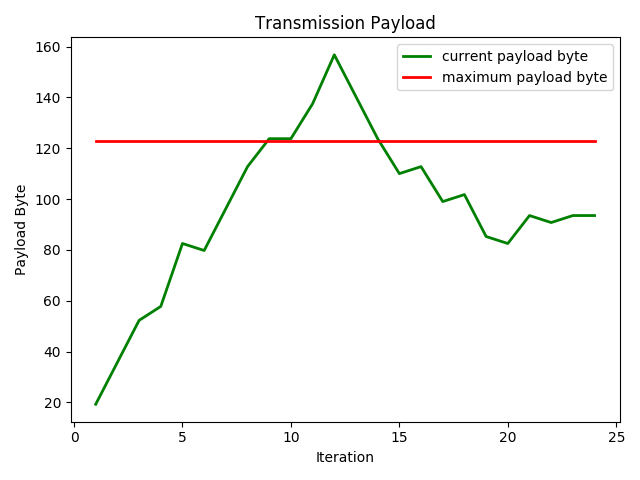 Transmission Payload
current payload byte
maximum payload byte
160
140
120
100
80
60
40
20
Payload Byte
0 5 10 15 20 25
Iteration